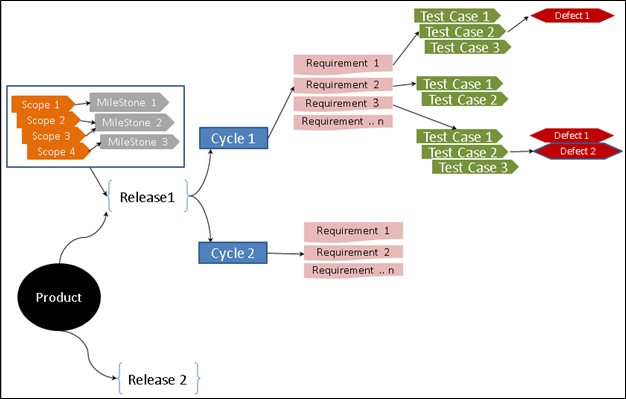 Scope 1
Scope 2
Scope 3
Scope 4
MileStone 1
MileStone 2
MileStone 3
Release1
Product
Release 2
Cycle 1
Requirement 1
Requirement 2
Requirement 3
Requirement .. n
Test Case 1
Test Case 2
Test Case 3
Defect 1
Test Case 1
Test Case 2
Test Case 1
Test Case 2
Test Case 3
Defect 1
Defect 2
Cycle 2
Requirement 1
Requirement 2
Requirement .. n